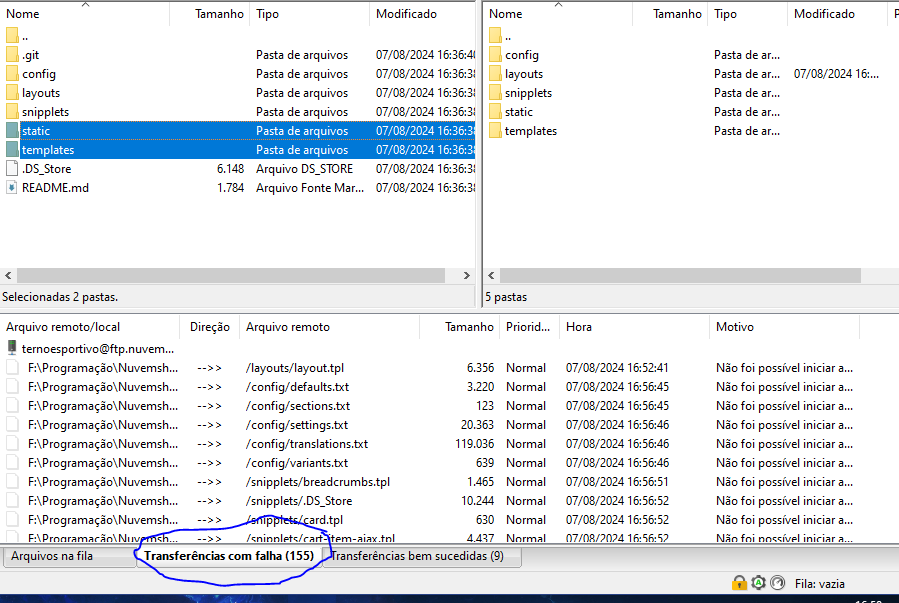 Nome Tamanho Tipo Modificado
..
.git Pasta de arquivos 07/08/2024 16:36:40
config Pasta de arquivos 07/08/2024 16:36:38
layouts Pasta de arquivos 07/08/2024 16:36:38
snipplets Pasta de arquivos 07/08/2024 16:36:38
static Pasta de arquivos 07/08/2024 16:36:38
templates Pasta de arquivos 07/08/2024 16:36:38
.DS_Store 6.148 Arquivo DS_STORE 07/08/2024 16:36:38
README.md 1.784 Arquivo Fonte Mar... 07/08/2024 16:36:38
Selecionadas 2 pastas.
Nome Tamanho Tipo Modificado P
..
config Pasta de ar...
layouts Pasta de ar... 07/08/2024 16:...
snipplets Pasta de ar...
static Pasta de ar...
templates Pasta de ar...
5 pastas
Arquivo remoto/local Direção Arquivo remoto Tamanho Priorid... Hora Motivo
ternoesportivo@ftp.nuvem...
F:\Programação\Nuvemsh... -->> /layouts/layout.tpl 6.356 Normal 07/08/2024 16:52:41 Não foi possível iniciar a...
F:\Programação\Nuvemsh... -->> /config/defaults.txt 3.220 Normal 07/08/2024 16:56:45 Não foi possível iniciar a...
F:\Programação\Nuvemsh... -->> /config/sections.txt 123 Normal 07/08/2024 16:56:45 Não foi possível iniciar a...
F:\Programação\Nuvemsh... -->> /config/settings.txt 20.363 Normal 07/08/2024 16:56:46 Não foi possível iniciar a...
F:\Programação\Nuvemsh... -->> /config/translations.txt 119.036 Normal 07/08/2024 16:56:46 Não foi possível iniciar a...
F:\Programação\Nuvemsh... -->> /config/variants.txt 639 Normal 07/08/2024 16:56:46 Não foi possível iniciar a...
F:\Programação\Nuvemsh... -->> /snipplets/breadcrumbs.tpl 1.465 Normal 07/08/2024 16:56:51 Não foi possível iniciar a...
F:\Programação\Nuvemsh... -->> /snipplets/.DS_Store 10.244 Normal 07/08/2024 16:56:52 Não foi possível iniciar a...
F:\Programação\Nuvemsh... -->> /snipplets/card.tpl 630 Normal 07/08/2024 16:56:52 Não foi possível iniciar a...
F:\Programação\Nuvemsh... -->> /snipplets/cart-item-ajax.tpl 4.437 Normal 07/08/2024 16:56:52 Não foi possível iniciar a...
Arquivos na fila Transferências com falha (155) Transferências bem sucedidas (9)
Fila: vazia